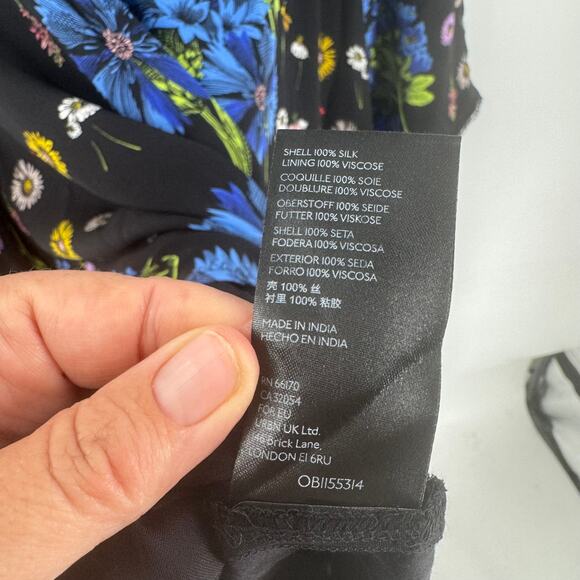 SHELL 100% SILK
LINING 100% VISCOSE
COQUILLE 100% SOIE
DOUBLURE 100% VISCOSE
OBERSTOFF 100% SEIDE
FUTTER 100% VISKOSE
SHELL 100% SETA
FODERA 100% VISCOSA
EXTERIOR 100% SEDA
FORRO 100% VISCOSA
壳 100% 丝
衬里 100% 粘胶
MADE IN INDIA
HECHO EN INDIA
RN 66170
CA 32054
FOR EU
URBN UK Ltd.
46 Brick Lane,
LONDON E1 6RU
OB1155314